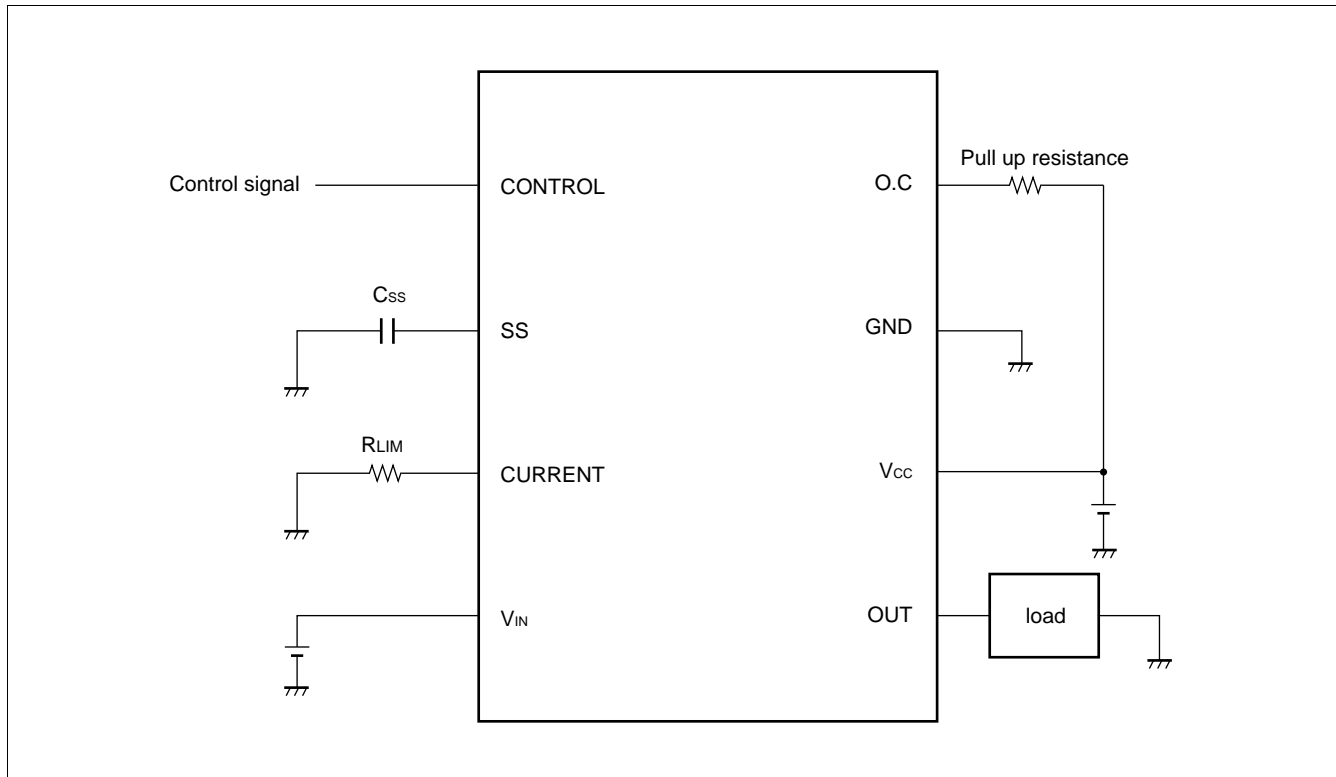 Pull up resistance
Control signal
CONTROL
O.C
CSS
SS
GND
RLIM
CURRENT
VCC
VIN
OUT
load